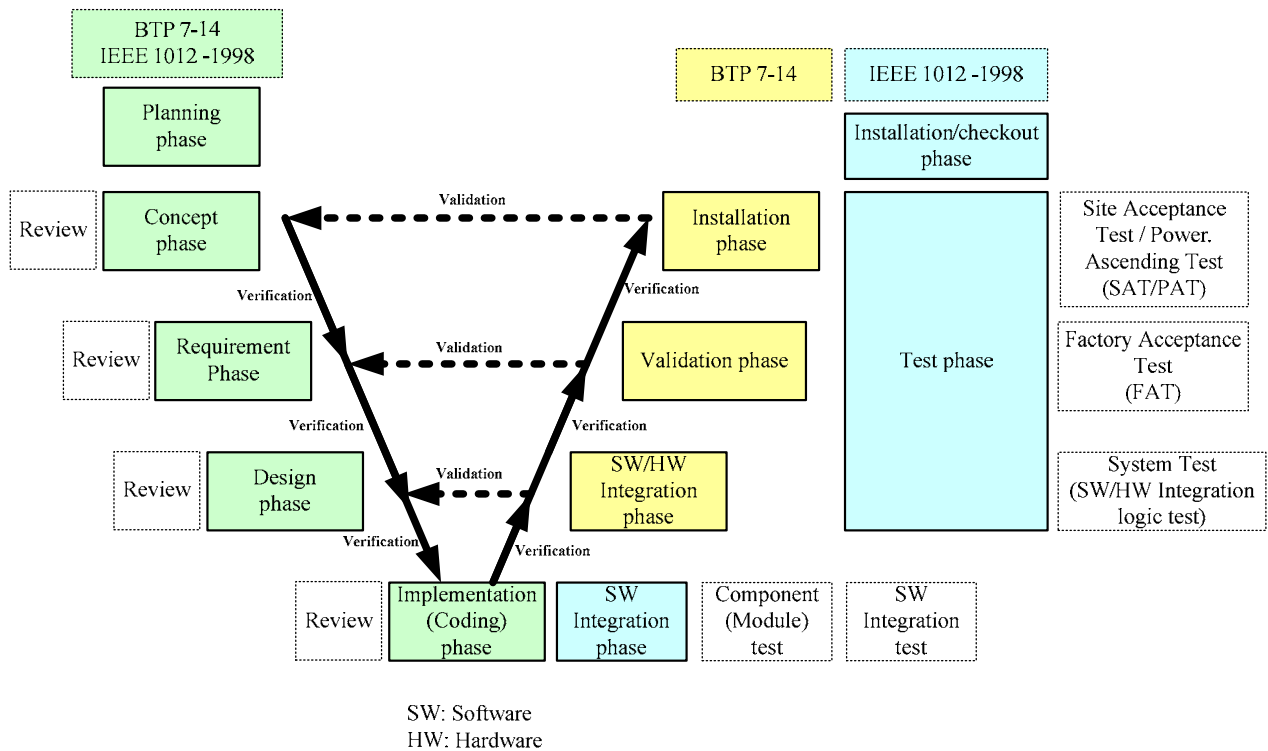 BTP 7-14
IEEE 1012 -1998
BTP 7-14
IEEE 1012 -1998
Planning
phase
Installation/checkout
phase
Review
Concept
phase
Validation
Installation
phase
Site Acceptance
Test / Power.
Ascending Test
(SAT/PAT)
Verification
Verification
Review
Requirement
Phase
Validation
Validation phase
Test phase
Factory Acceptance
Test
(FAT)
Verification
Verification
Review
Design
phase
Validation
SW/HW
Integration
phase
System Test
(SW/HW Integration
logic test)
Verification
Verification
Review
Implementation
(Coding)
phase
SW
Integration
phase
Component
(Module)
test
SW
Integration
test
SW: Software
HW: Hardware